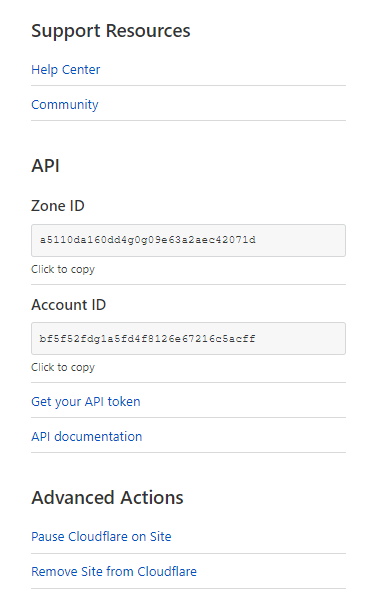 Support Resources
Help Center
Community
API
Zone ID
a5110da160dd4g0g09e63a2aec42071d
Click to copy
Account ID
bf5f52fdg1a5fd4f8126e67216c5acff
Click to copy
Get your API token
API documentation
Advanced Actions
Pause Cloudflare on Site
Remove Site from Cloudflare